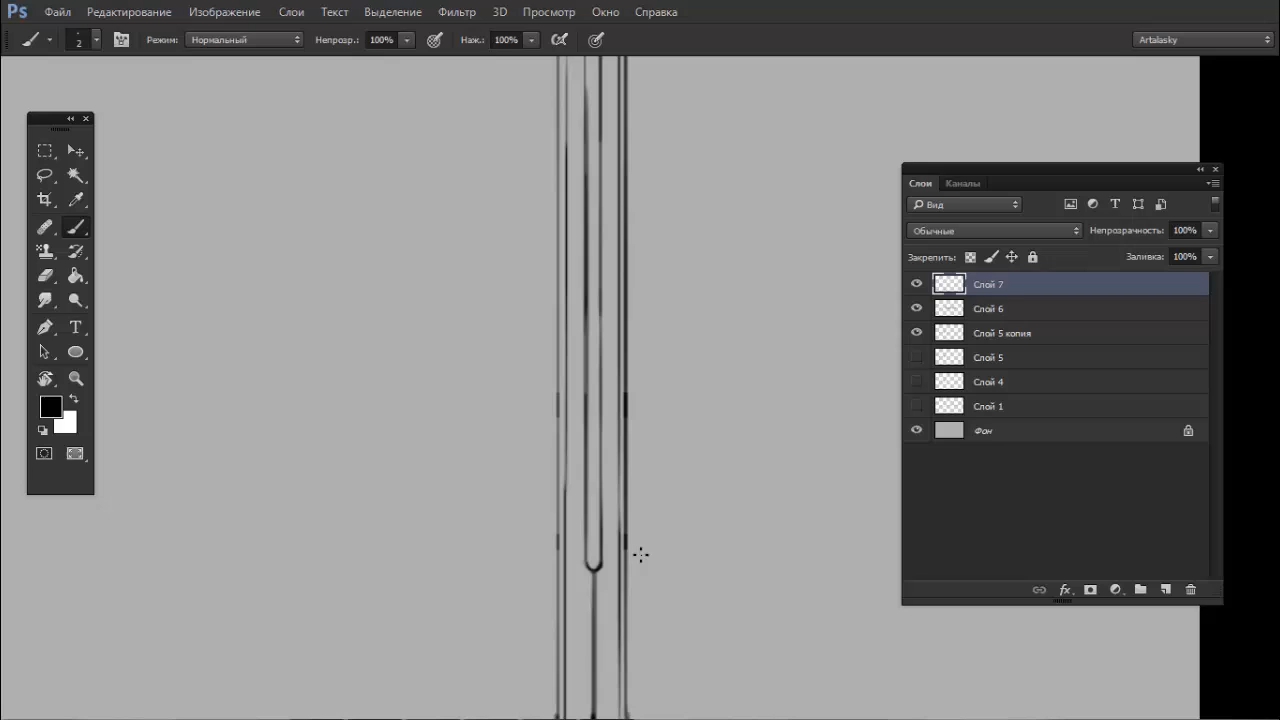 Ps Файл Редактирование Изображение Слои Текст Выделение Фильтр 3D Просмотр Окно Справка
2 Режим: Нормальный Непрозр.: 100% Наж.: 100% Artalasky
Слои Каналы
Вид
Обычные Непрозрачность: 100%
Закрепить: Заливка: 100%
Слой 7
Слой 6
Слой 5 копия
Слой 5
Слой 4
Слой 1
Фон